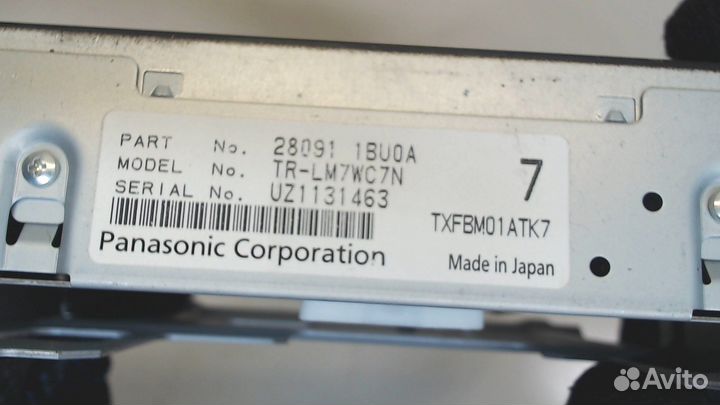 PART No. 28091 1BU0A
MODEL No. TR-LM7WC7N
SERIAL No. UZ1131463
7
TXFBM01ATK7
Panasonic Corporation
Made in Japan
Avito